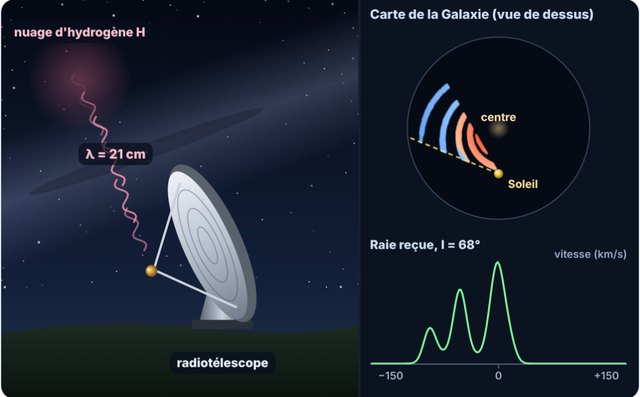 nuage d'hydrogène H
λ = 21 cm
radiotélescope
Carte de la Galaxie (vue de dessus)
centre
Soleil
Raie reçue, l = 68°
vitesse (km/s)
−150
0
+150